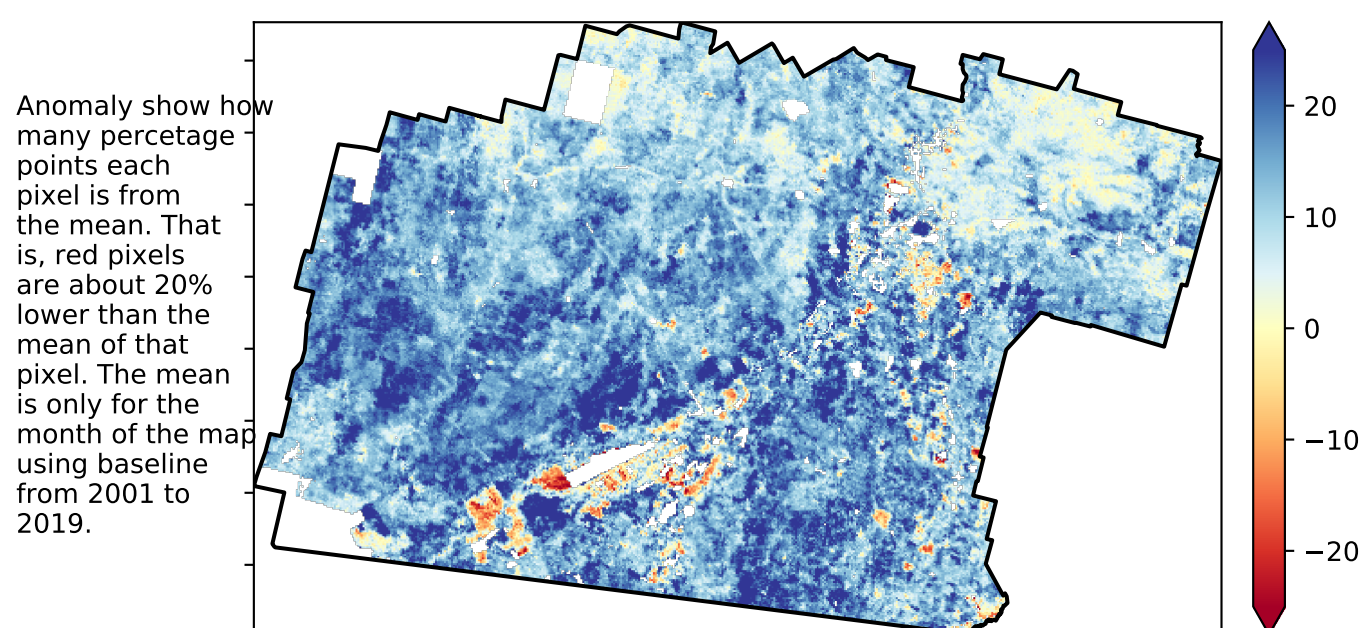 Anomaly show how
many percetage
points each
pixel is from
the mean. That
is, red pixels
are about 20%
lower than the
mean of that
pixel. The mean
is only for the
month of the map
using baseline
from 2001 to
2019.
20
10
0
−10
−20